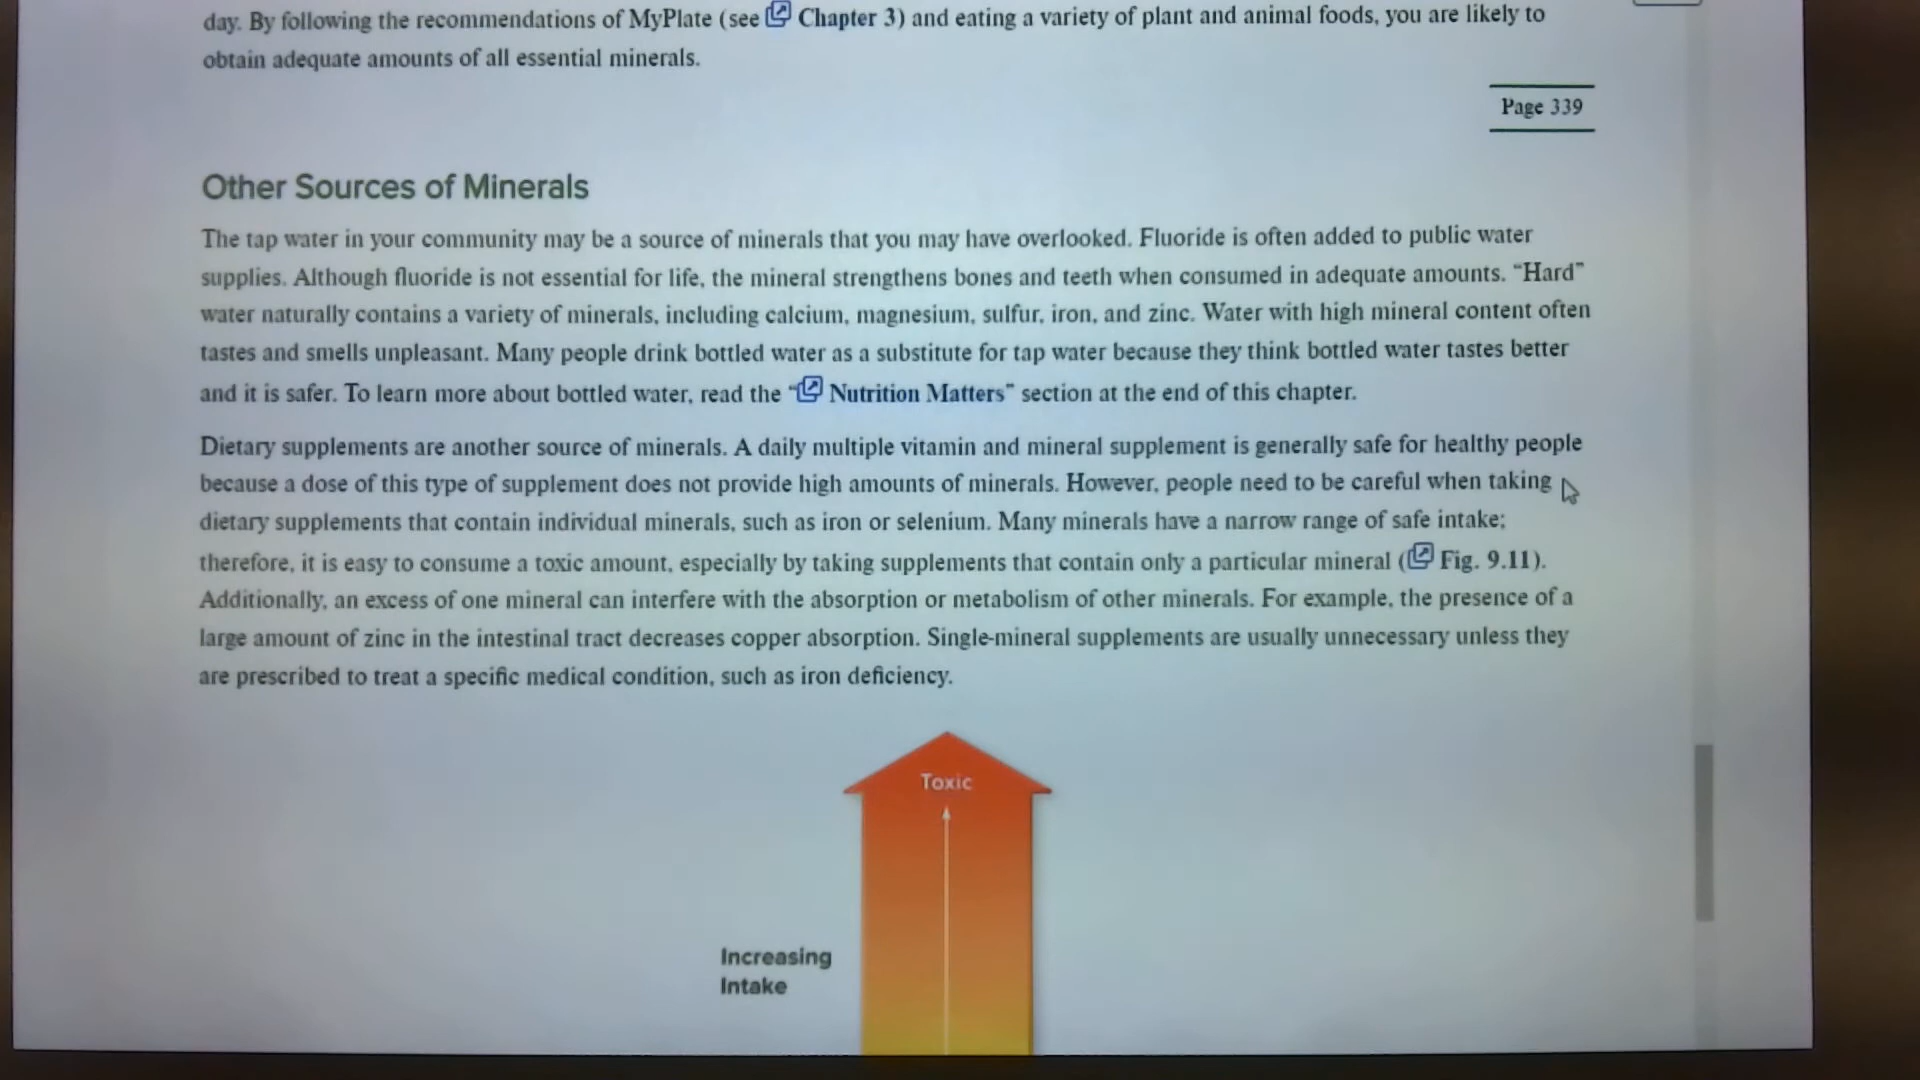 day. By following the recommendations of MyPlate (see Chapter 3) and eating a variety of plant and animal foods, you are likely to
obtain adequate amounts of all essential minerals.
Page 339
Other Sources of Minerals
The tap water in your community may be a source of minerals that you may have overlooked. Fluoride is often added to public water
supplies. Although fluoride is not essential for life, the mineral strengthens bones and teeth when consumed in adequate amounts. “Hard”
water naturally contains a variety of minerals, including calcium, magnesium, sulfur, iron, and zinc. Water with high mineral content often
tastes and smells unpleasant. Many people drink bottled water as a substitute for tap water because they think bottled water tastes better
and it is safer. To learn more about bottled water, read the “Nutrition Matters” section at the end of this chapter.
Dietary supplements are another source of minerals. A daily multiple vitamin and mineral supplement is generally safe for healthy people
because a dose of this type of supplement does not provide high amounts of minerals. However, people need to be careful when taking
dietary supplements that contain individual minerals, such as iron or selenium. Many minerals have a narrow range of safe intake;
therefore, it is easy to consume a toxic amount, especially by taking supplements that contain only a particular mineral (Fig. 9.11).
Additionally, an excess of one mineral can interfere with the absorption or metabolism of other minerals. For example, the presence of a
large amount of zinc in the intestinal tract decreases copper absorption. Single-mineral supplements are usually unnecessary unless they
are prescribed to treat a specific medical condition, such as iron deficiency.
Toxic
Increasing
Intake